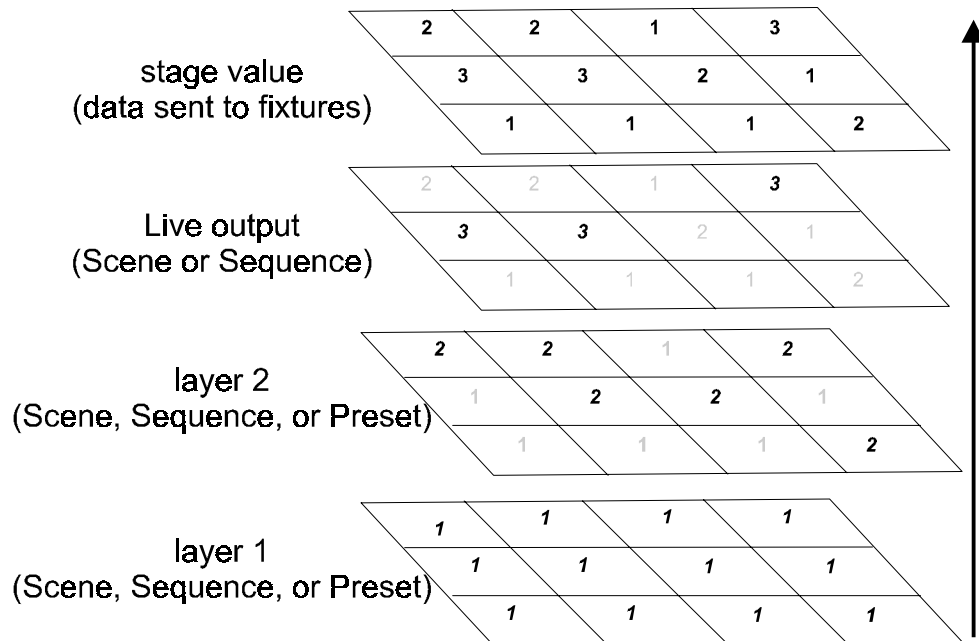 2 2 1 3
stage value
3 3 2 1
(data sent to fixtures)
1 1 1 2
2 2 1 3
Live output
3 3 2 1
(Scene or Sequence)
1 1 1 2
2 2 1 2
layer 2
1 2 2 1
(Scene, Sequence, or Preset)
1 1 1 2
1 1 1 1
layer 1
1 1 1 1
(Scene, Sequence, or Preset)
1 1 1 1